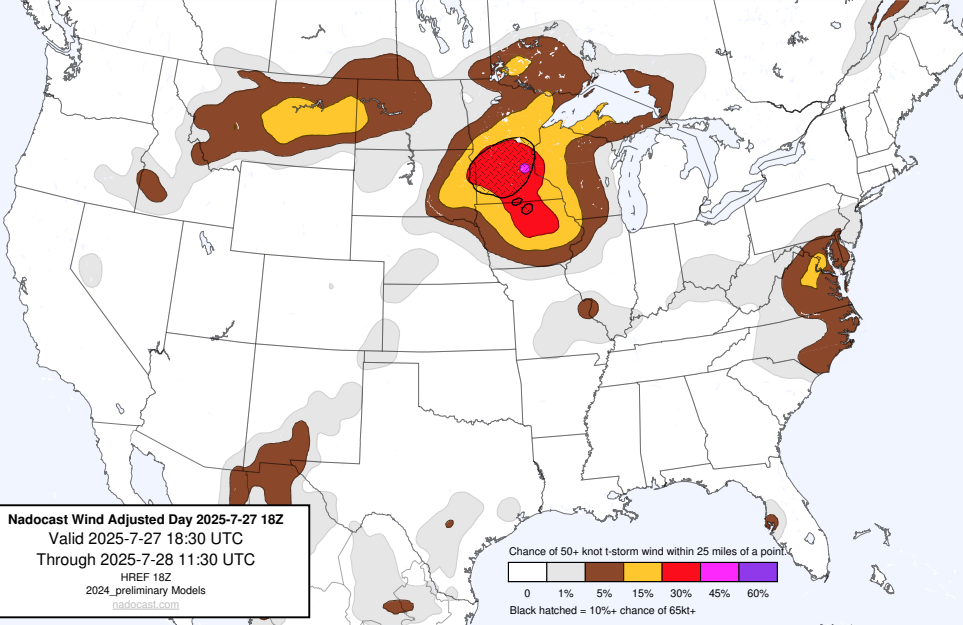 Nadocast Wind Adjusted Day 2025-7-27 18Z
Valid 2025-7-27 18:30 UTC
Through 2025-7-28 11:30 UTC
HREF 18Z
2024_preliminary Models
nadocast.com
Chance of 50+ knot t-storm wind within 25 miles of a point.
0 1% 5% 15% 30% 45% 60%
Black hatched = 10%+ chance of 65kt+